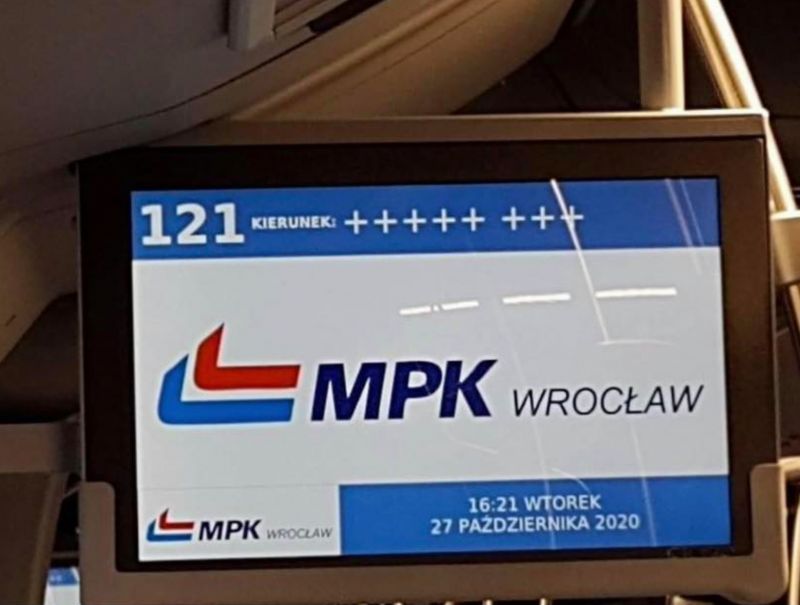 121 KIERUNEK: +++++ +++
MPK WROCŁAW
MPK WROCŁAW
16:21 WTOREK
27 PAŹDZIERNIKA 2020